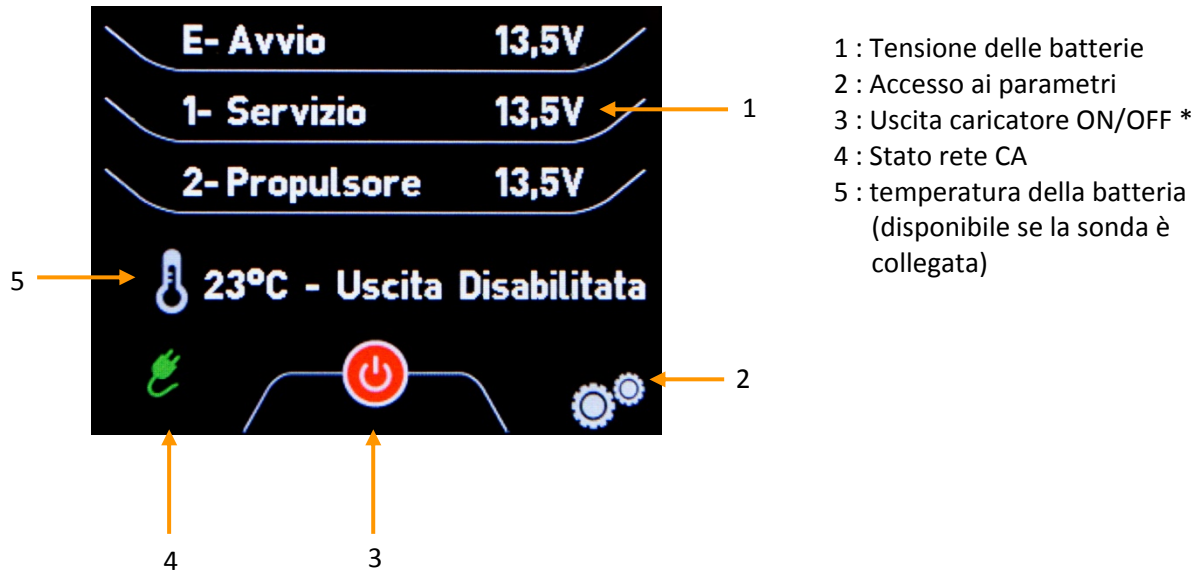 E- Avvio 13,5V
1- Servizio 13,5V
2- Propulsore 13,5V
23°C - Uscita Disabilitata
1
5
2
4
3
1 : Tensione delle batterie
2 : Accesso ai parametri
3 : Uscita caricatore ON/OFF *
4 : Stato rete CA
5 : temperatura della batteria
(disponibile se la sonda è
collegata)